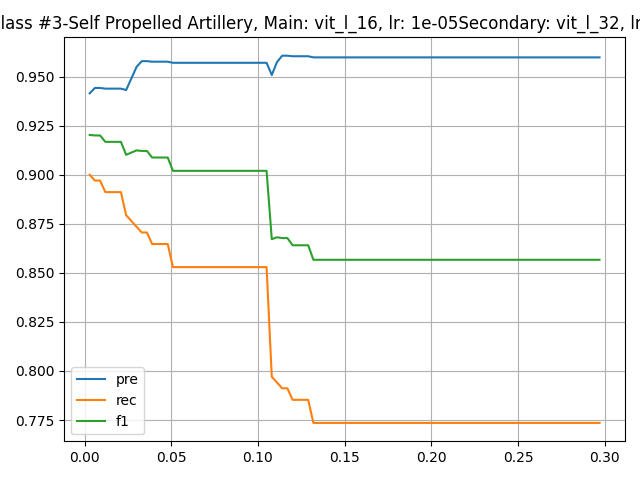 lass #3-Self Propelled Artillery, Main: vit_l_16, lr: 1e-05Secondary: vit_l_32, lr
0.950
0.925
0.900
0.875
0.850
0.825
0.800
0.775
pre
rec
f1
0.00 0.05 0.10 0.15 0.20 0.25 0.30